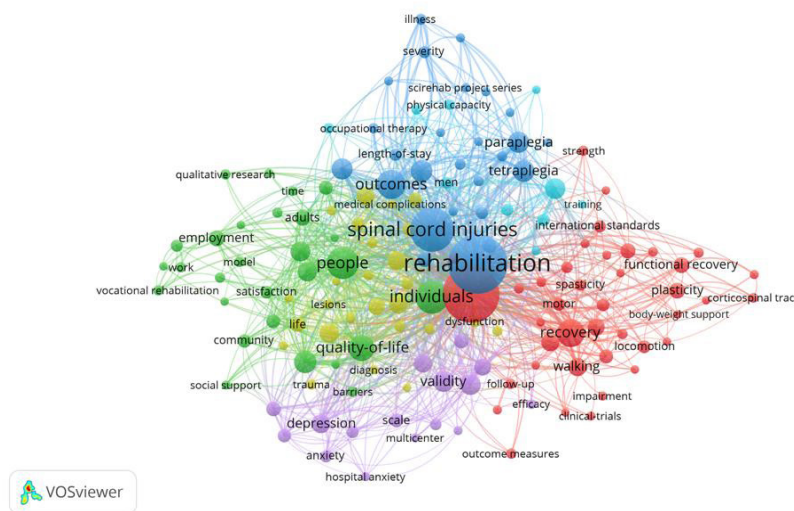 illness
severity
scirehab project series
physical capacity
occupational therapy
paraplegia
strength
length-of-stay
tetraplegia
qualitative research
outcomes
men
time
medical complications
training
adults
spinal cord injuries
international standards
employment
people
rehabilitation
functional recovery
work
model
spasticity
plasticity
vocational rehabilitation
satisfaction
individuals
motor
corticospinal trac
lesions
body-weight support
life
dysfunction
recovery
community
quality-of-life
locomotion
diagnosis
validity
walking
social support
trauma
barriers
follow-up
impairment
efficacy
clinical-trials
depression
scale
multicenter
anxiety
outcome measures
hospital anxiety
VOSviewer